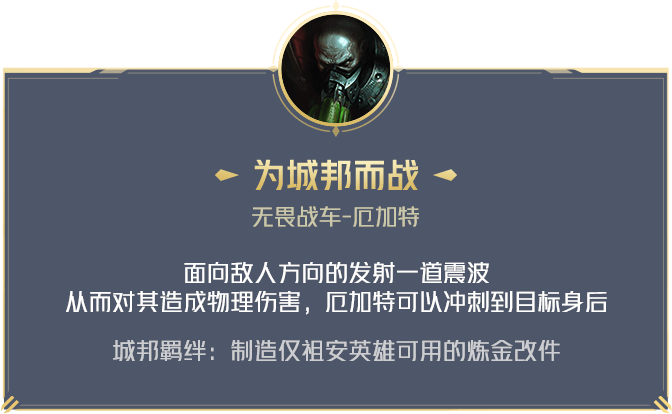 为城邦而战
无畏战车-厄加特
面向敌人方向的发射一道震波
从而对其造成物理伤害，厄加特可以冲刺到目标身后
城邦羁绊：制造仅祖安英雄可用的炼金改件